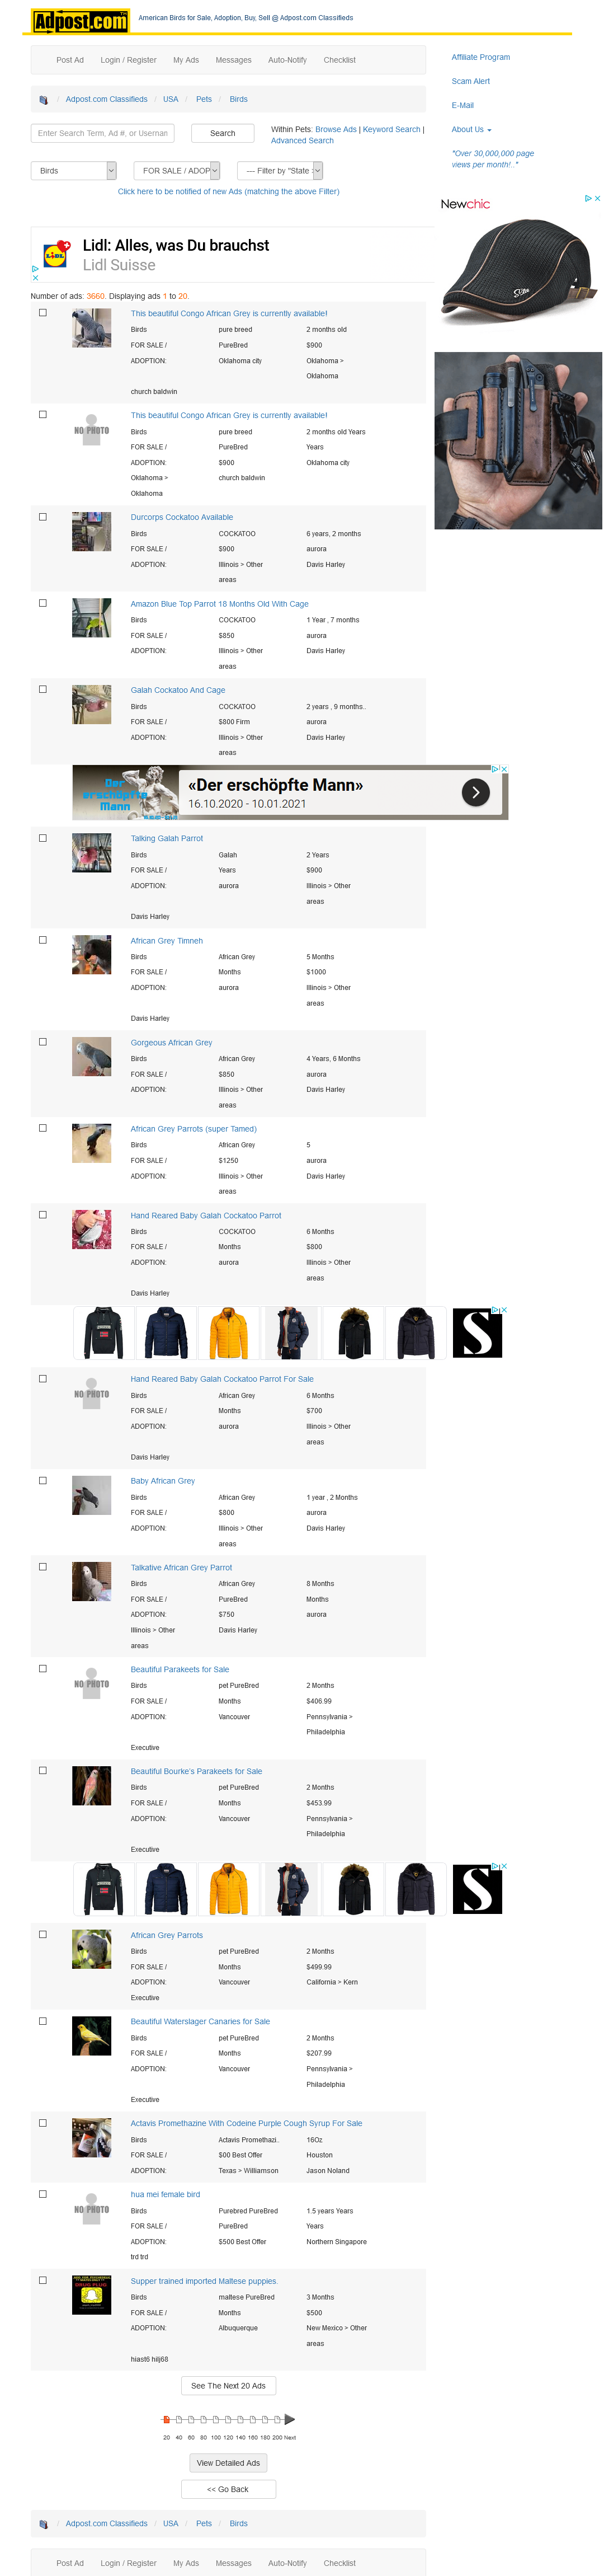 Adpost.com™
American Birds for Sale, Adoption, Buy, Sell @ Adpost.com Classifieds
Post Ad Login / Register My Ads Messages Auto-Notify Checklist
Affiliate Program
Scam Alert
E-Mail
About Us
"Over 30,000,000 page
views per month!.."
/ Adpost.com Classifieds / USA / Pets / Birds
Enter Search Term, Ad #, or Usernan
Search
Within Pets: Browse Ads | Keyword Search |
Advanced Search
Birds
FOR SALE / ADOP
--- Filter by "State >
Click here to be notified of new Ads (matching the above Filter)
Newchic
LIDL
Lidl: Alles, was Du brauchst
Lidl Suisse
Number of ads: 3660. Displaying ads 1 to 20.
This beautiful Congo African Grey is currently available!
Birds pure breed 2 months old
FOR SALE / PureBred $900
ADOPTION: Oklahoma city Oklahoma >
Oklahoma
church baldwin
NO PHOTO
This beautiful Congo African Grey is currently available!
Birds pure breed 2 months old Years
FOR SALE / PureBred Years
ADOPTION: $900 Oklahoma city
Oklahoma > church baldwin
Oklahoma
Durcorps Cockatoo Available
Birds COCKATOO 6 years, 2 months
FOR SALE / $900 aurora
ADOPTION: Illinois > Other Davis Harley
areas
Amazon Blue Top Parrot 18 Months Old With Cage
Birds COCKATOO 1 Year , 7 months
FOR SALE / $850 aurora
ADOPTION: Illinois > Other Davis Harley
areas
Galah Cockatoo And Cage
Birds COCKATOO 2 years , 9 months..
FOR SALE / $800 Firm aurora
ADOPTION: Illinois > Other Davis Harley
areas
Der
erschöpfte
Mann
«Der erschöpfte Mann»
16.10.2020 - 10.01.2021
Talking Galah Parrot
Birds Galah 2 Years
FOR SALE / Years $900
ADOPTION: aurora Illinois > Other
areas
Davis Harley
African Grey Timneh
Birds African Grey 5 Months
FOR SALE / Months $1000
ADOPTION: aurora Illinois > Other
areas
Davis Harley
Gorgeous African Grey
Birds African Grey 4 Years, 6 Months
FOR SALE / $850 aurora
ADOPTION: Illinois > Other Davis Harley
areas
African Grey Parrots (super Tamed)
Birds African Grey 5
FOR SALE / $1250 aurora
ADOPTION: Illinois > Other Davis Harley
areas
Hand Reared Baby Galah Cockatoo Parrot
Birds COCKATOO 6 Months
FOR SALE / Months $800
ADOPTION: aurora Illinois > Other
areas
Davis Harley
S
NO PHOTO
Hand Reared Baby Galah Cockatoo Parrot For Sale
Birds African Grey 6 Months
FOR SALE / Months $700
ADOPTION: aurora Illinois > Other
areas
Davis Harley
Baby African Grey
Birds African Grey 1 year , 2 Months
FOR SALE / $800 aurora
ADOPTION: Illinois > Other Davis Harley
areas
Talkative African Grey Parrot
Birds African Grey 8 Months
FOR SALE / PureBred Months
ADOPTION: $750 aurora
Illinois > Other Davis Harley
areas
NO PHOTO
Beautiful Parakeets for Sale
Birds pet PureBred 2 Months
FOR SALE / Months $406.99
ADOPTION: Vancouver Pennsylvania >
Philadelphia
Executive
Beautiful Bourke's Parakeets for Sale
Birds pet PureBred 2 Months
FOR SALE / Months $453.99
ADOPTION: Vancouver Pennsylvania >
Philadelphia
Executive
S
African Grey Parrots
Birds pet PureBred 2 Months
FOR SALE / Months $499.99
ADOPTION: Vancouver California > Kern
Executive
Beautiful Waterslager Canaries for Sale
Birds pet PureBred 2 Months
FOR SALE / Months $207.99
ADOPTION: Vancouver Pennsylvania >
Philadelphia
Executive
Actavis Promethazine With Codeine Purple Cough Syrup For Sale
Birds Actavis Promethazi.. 16Oz
FOR SALE / $00 Best Offer Houston
ADOPTION: Texas > Williamson Jason Noland
NO PHOTO
hua mei female bird
Birds Purebred PureBred 1.5 years Years
FOR SALE / PureBred Years
ADOPTION: $500 Best Offer Northern Singapore
trd trd
Supper trained imported Maltese puppies.
Birds maltese PureBred 3 Months
FOR SALE / Months $500
ADOPTION: Albuquerque New Mexico > Other
areas
hiast6 hilj68
See The Next 20 Ads
20 40 60 80 100 120 140 160 180 200 Next
View Detailed Ads
<< Go Back
/ Adpost.com Classifieds / USA / Pets / Birds
Post Ad Login / Register My Ads Messages Auto-Notify Checklist